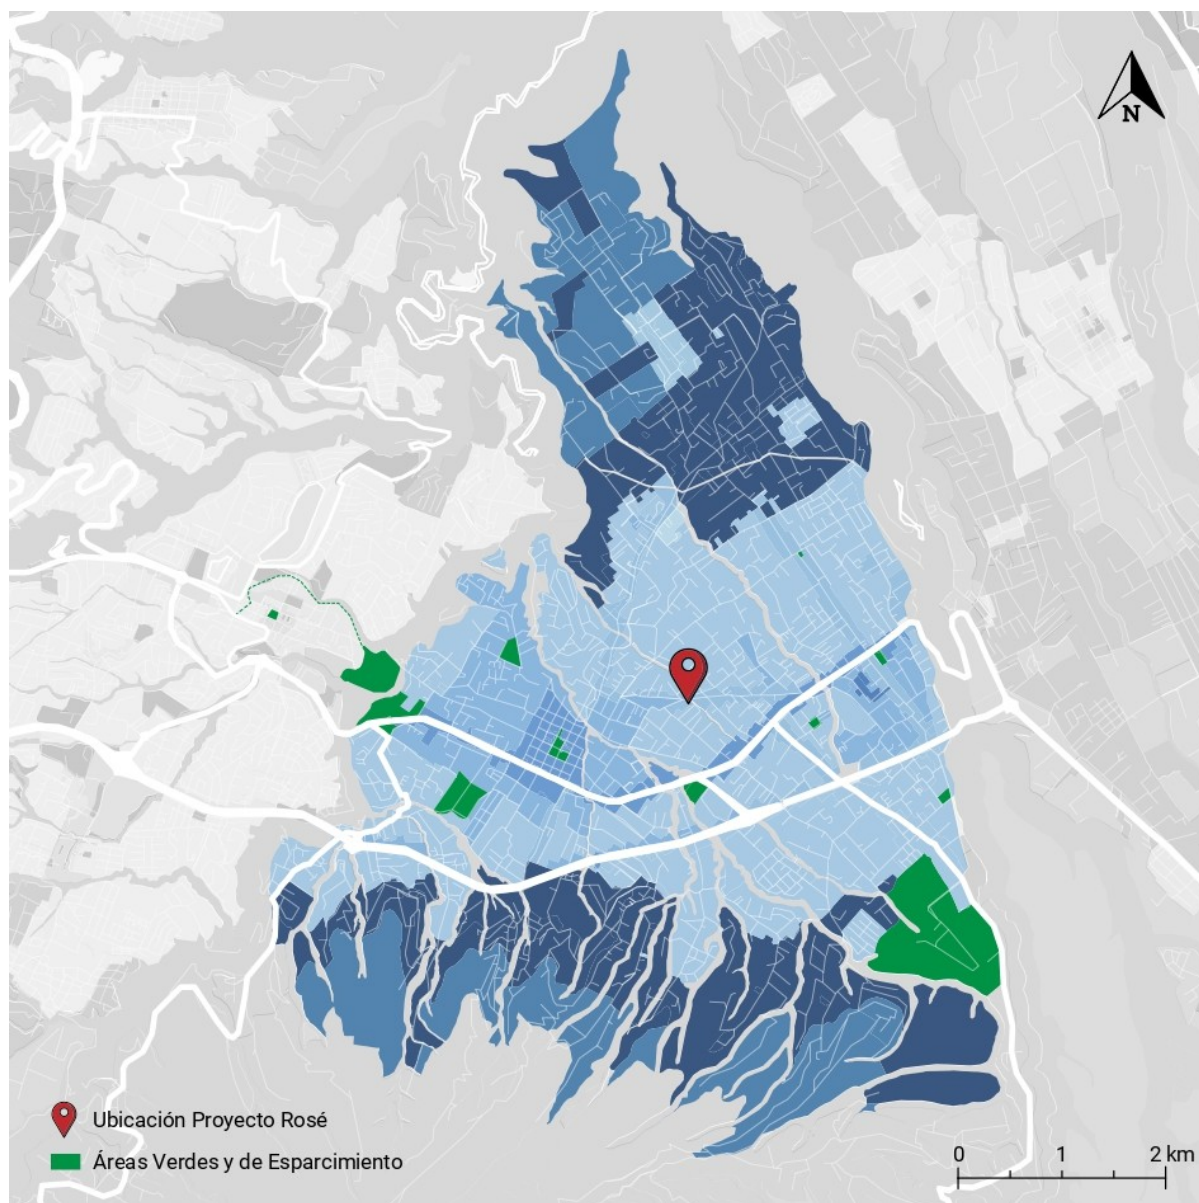 N
Ubicación Proyecto Rosé
Áreas Verdes y de Esparcimiento
0 1 2 km